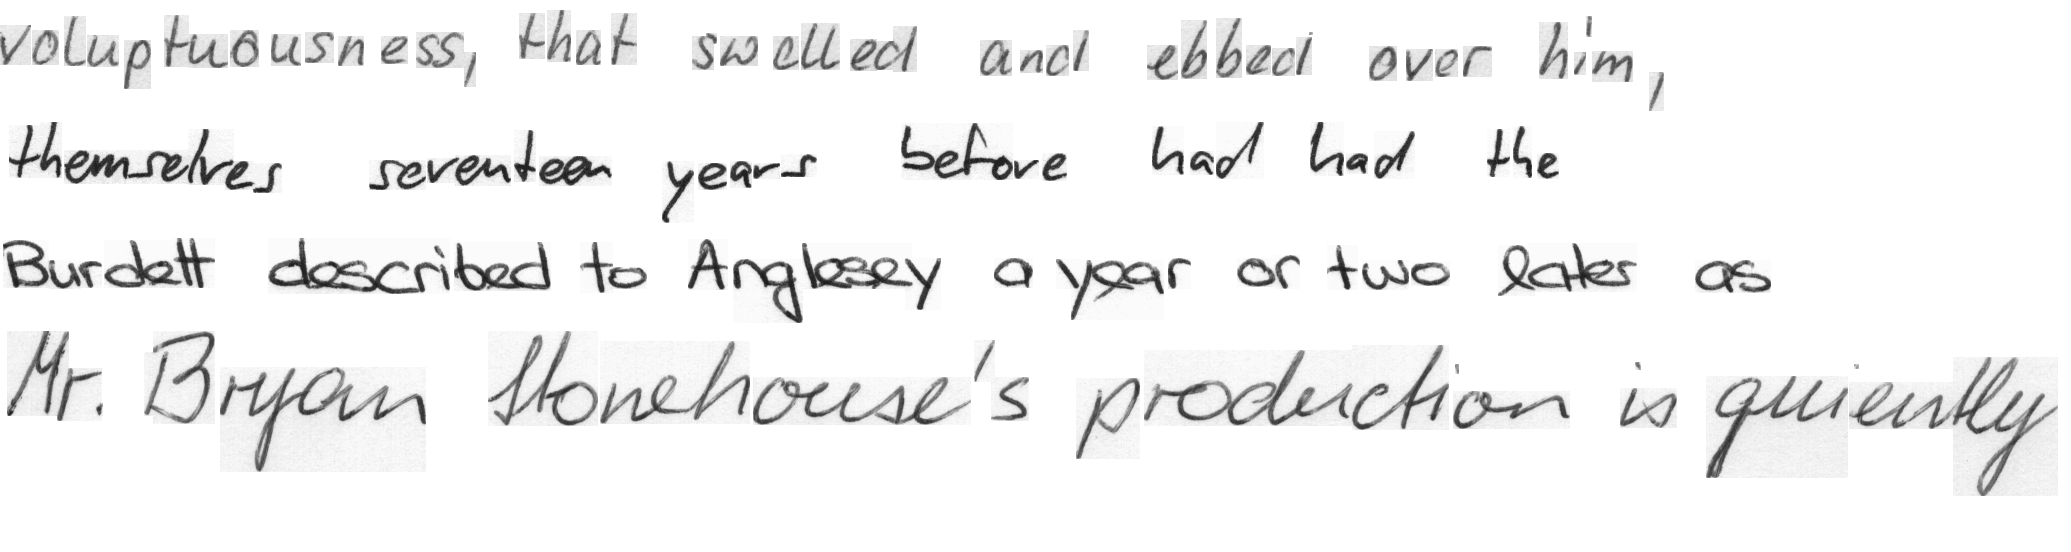 voluptuousness, that swelled and ebbed over him,
themselves seventeen years before had had the
Burdett described to Anglesey a year or two later as
Mr. Bryan Stonehouse's production is quiently